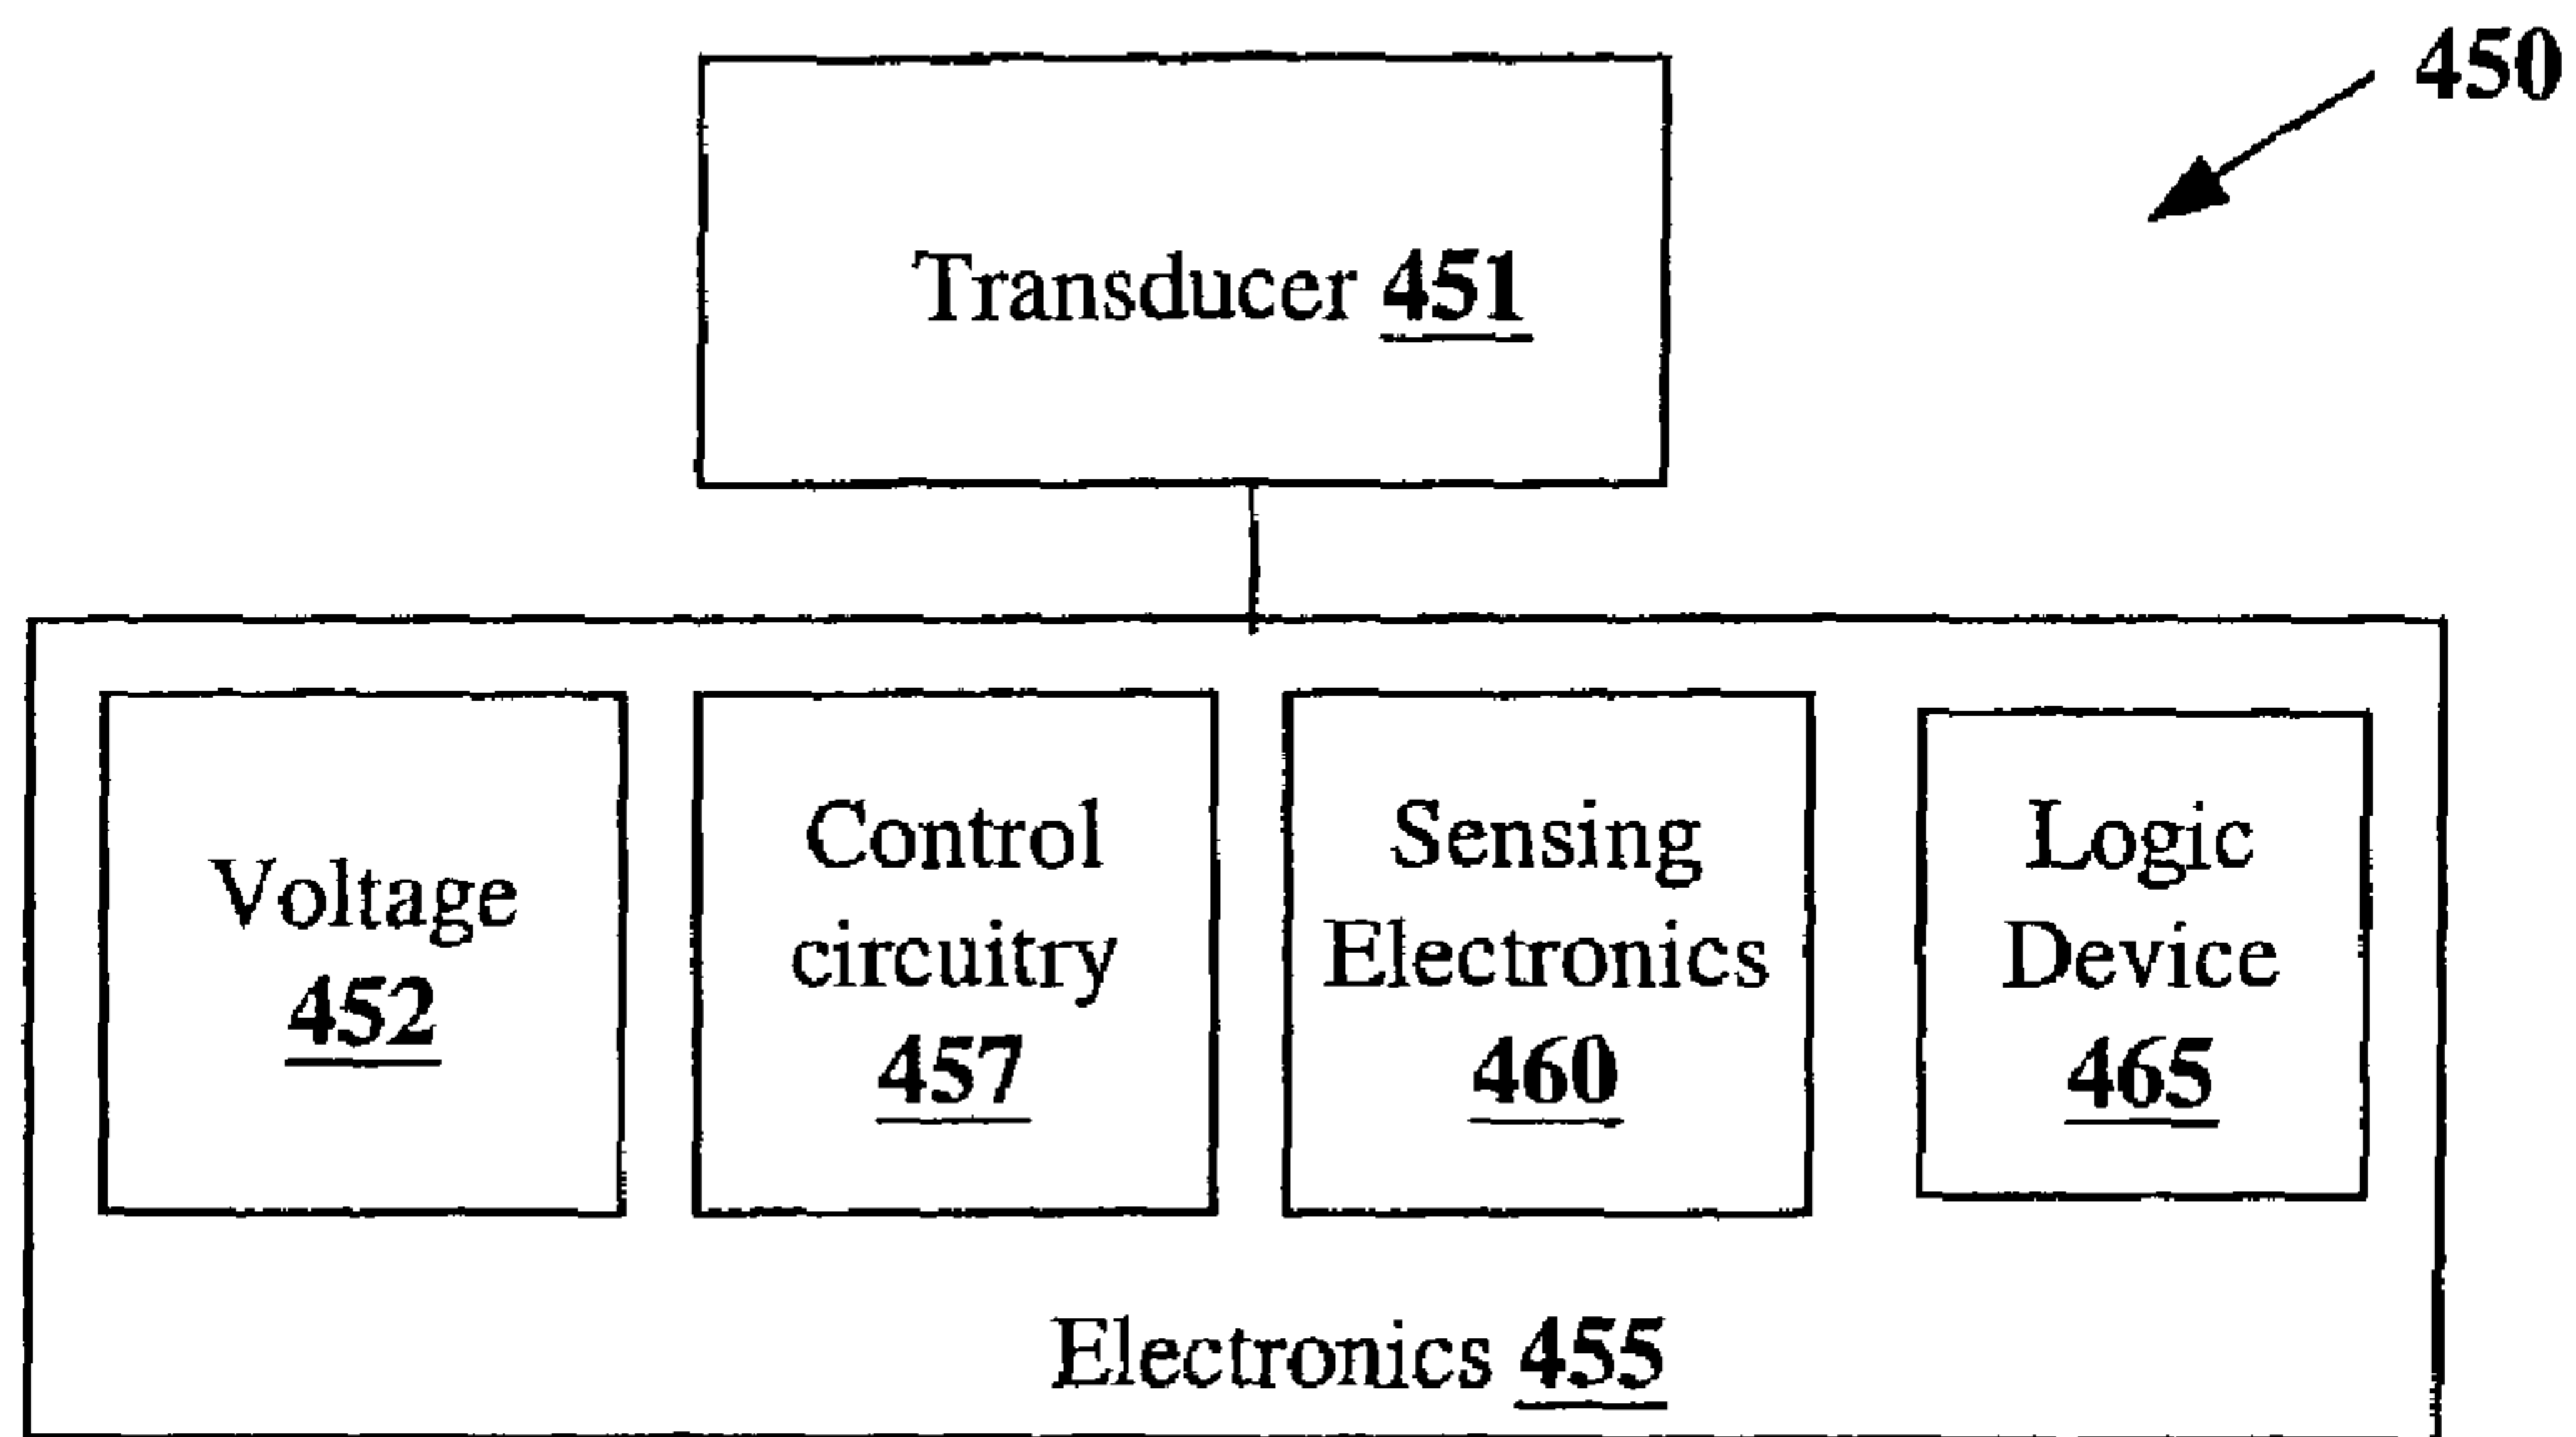 450
Transducer 451
Voltage
452
Control
circuitry
457
Sensing
Electronics
460
Logic
Device
465
Electronics 455